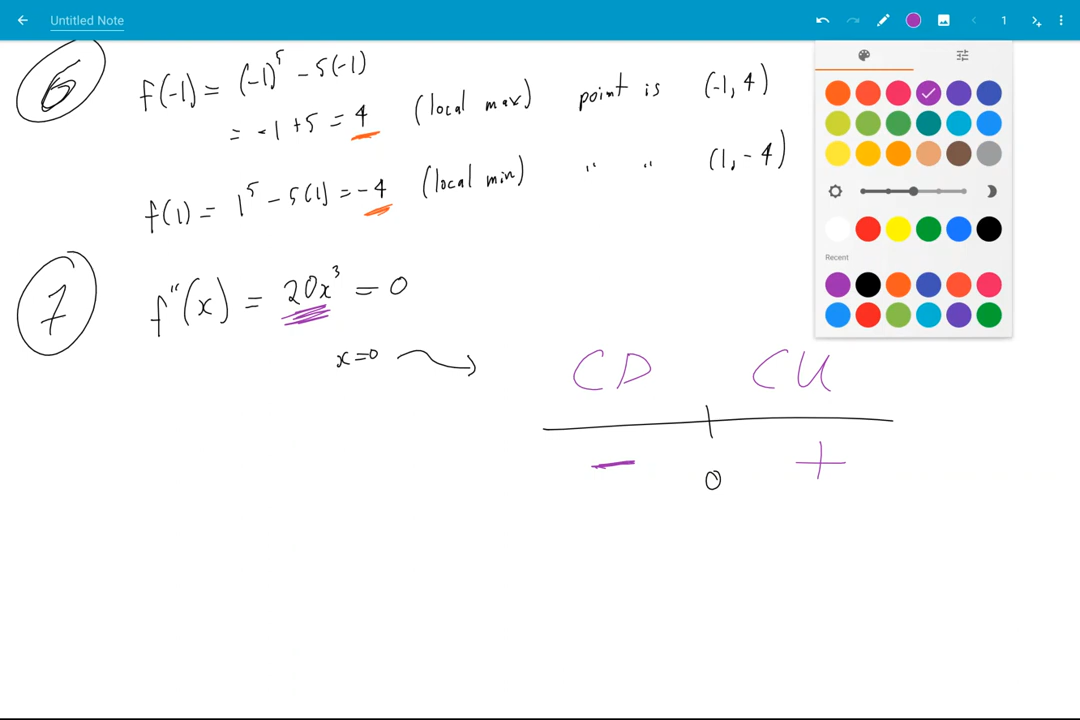 Untitled Note
1
6
f(-1) = (-1)^5 - 5(-1)
= -1 + 5 = 4 (local max) point is (-1, 4)
f(1) = 1^5 - 5(1) = -4 (local min) " " (1, -4)
7
f"(x) = 20x^3 = 0
x=0
CD CU
− +
0
Recent